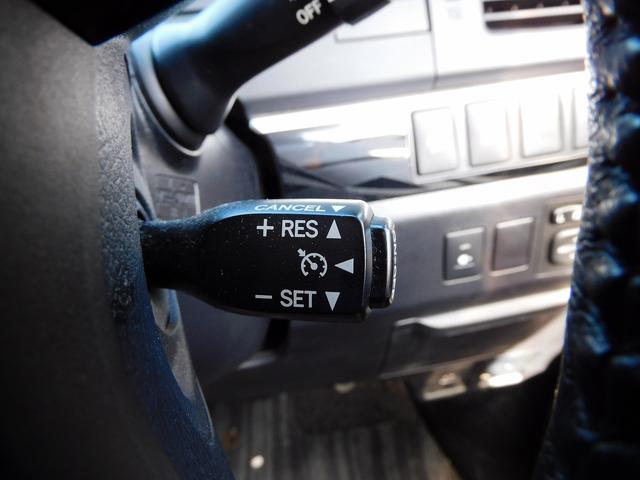 OFF
CANCEL ▼
+ RES ▲
◀
− SET ▼